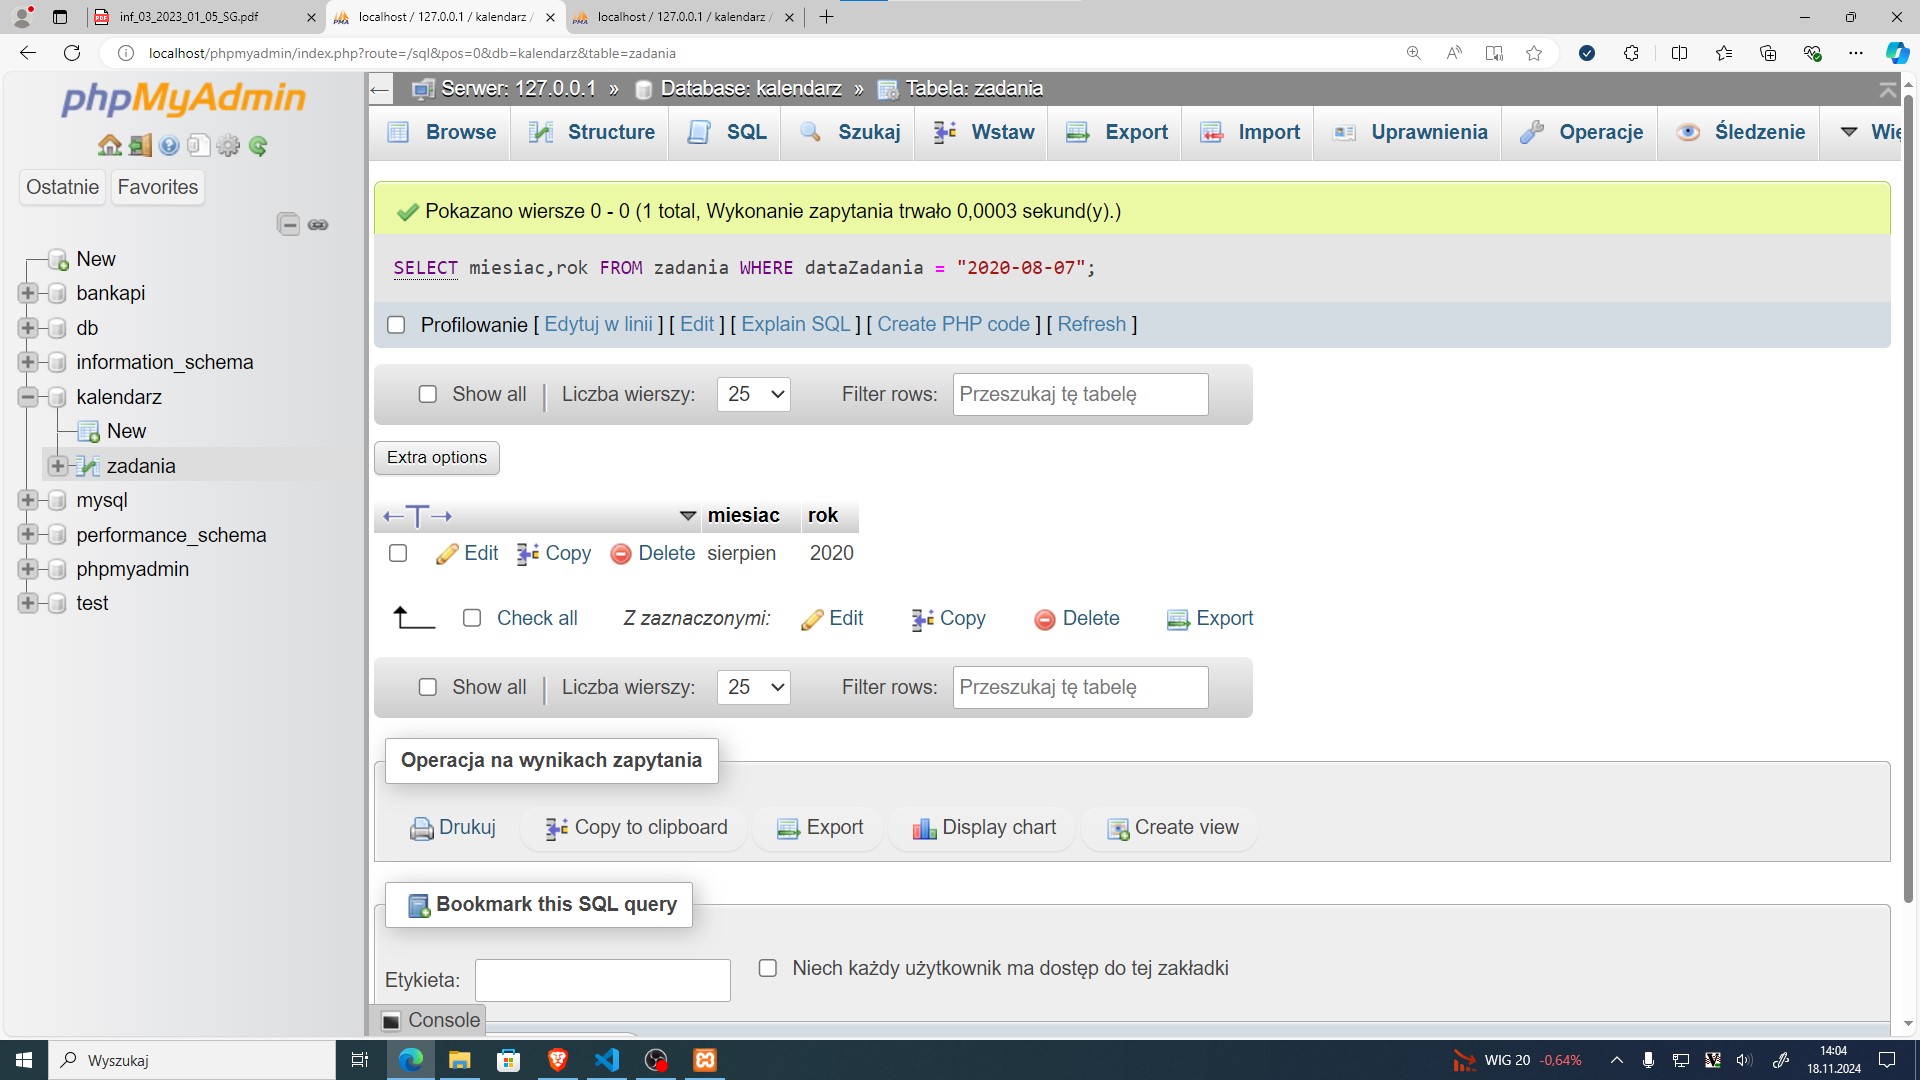 inf_03_2023_01_05_SG.pdf
localhost / 127.0.0.1 / kalendarz
localhost / 127.0.0.1 / kalendarz
localhost/phpmyadmin/index.php?route=/sql&pos=0&db=kalendarz&table=zadania
phpMyAdmin
Ostatnie Favorites
New
bankapi
db
information_schema
kalendarz
New
zadania
mysql
performance_schema
phpmyadmin
test
Serwer: 127.0.0.1 » Database: kalendarz » Tabela: zadania
Browse Structure SQL Szukaj Wstaw Export Import Uprawnienia Operacje Śledzenie
Pokazano wiersze 0 - 0 (1 total, Wykonanie zapytania trwało 0,0003 sekund(y).)
SELECT miesiac,rok FROM zadania WHERE dataZadania = "2020-08-07";
Profilowanie [ Edytuj w linii ] [ Edit ] [ Explain SQL ] [ Create PHP code ] [ Refresh ]
Show all | Liczba wierszy: 25 Filter rows: Przeszukaj tę tabelę
Extra options
←T→ miesiac rok
Edit Copy Delete sierpien 2020
Check all Z zaznaczonymi: Edit Copy Delete Export
Show all | Liczba wierszy: 25 Filter rows: Przeszukaj tę tabelę
Operacja na wynikach zapytania
Drukuj Copy to clipboard Export Display chart Create view
Bookmark this SQL query
Etykieta: Niech każdy użytkownik ma dostęp do tej zakładki
Console
Wyszukaj
WIG 20 -0,64%
14:04
18.11.2024